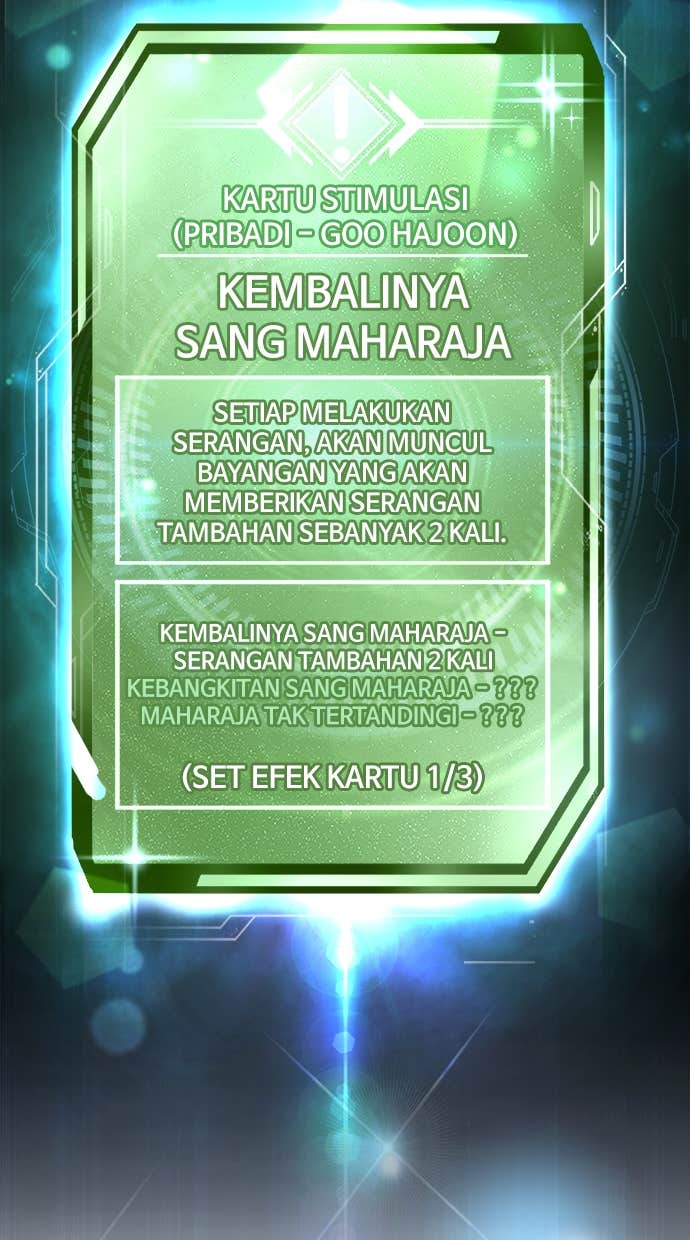 !
KARTU STIMULASI
(PRIBADI - GOO HAJOON)
KEMBALINYA
SANG MAHARAJA
SETIAP MELAKUKAN
SERANGAN, AKAN MUNCUL
BAYANGAN YANG AKAN
MEMBERIKAN SERANGAN
TAMBAHAN SEBANYAK 2 KALI.
KEMBALINYA SANG MAHARAJA -
SERANGAN TAMBAHAN 2 KALI
KEBANGKITAN SANG MAHARAJA - ???
MAHARAJA TAK TERTANDINGI - ???
(SET EFEK KARTU 1/3)